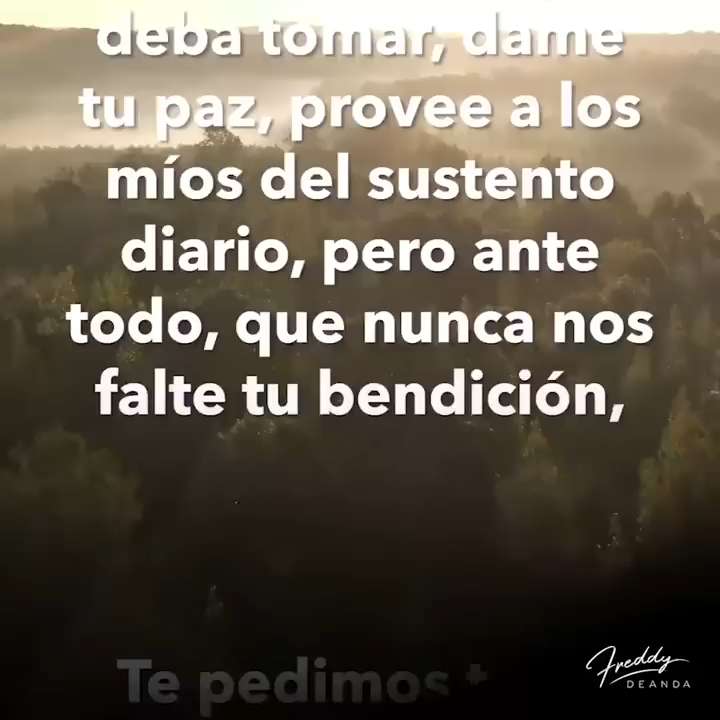 deba tomar, dame
tu paz, provee a los
míos del sustento
diario, pero ante
todo, que nunca nos
falte tu bendición,
Te pedimos
Freddy
DEANDA